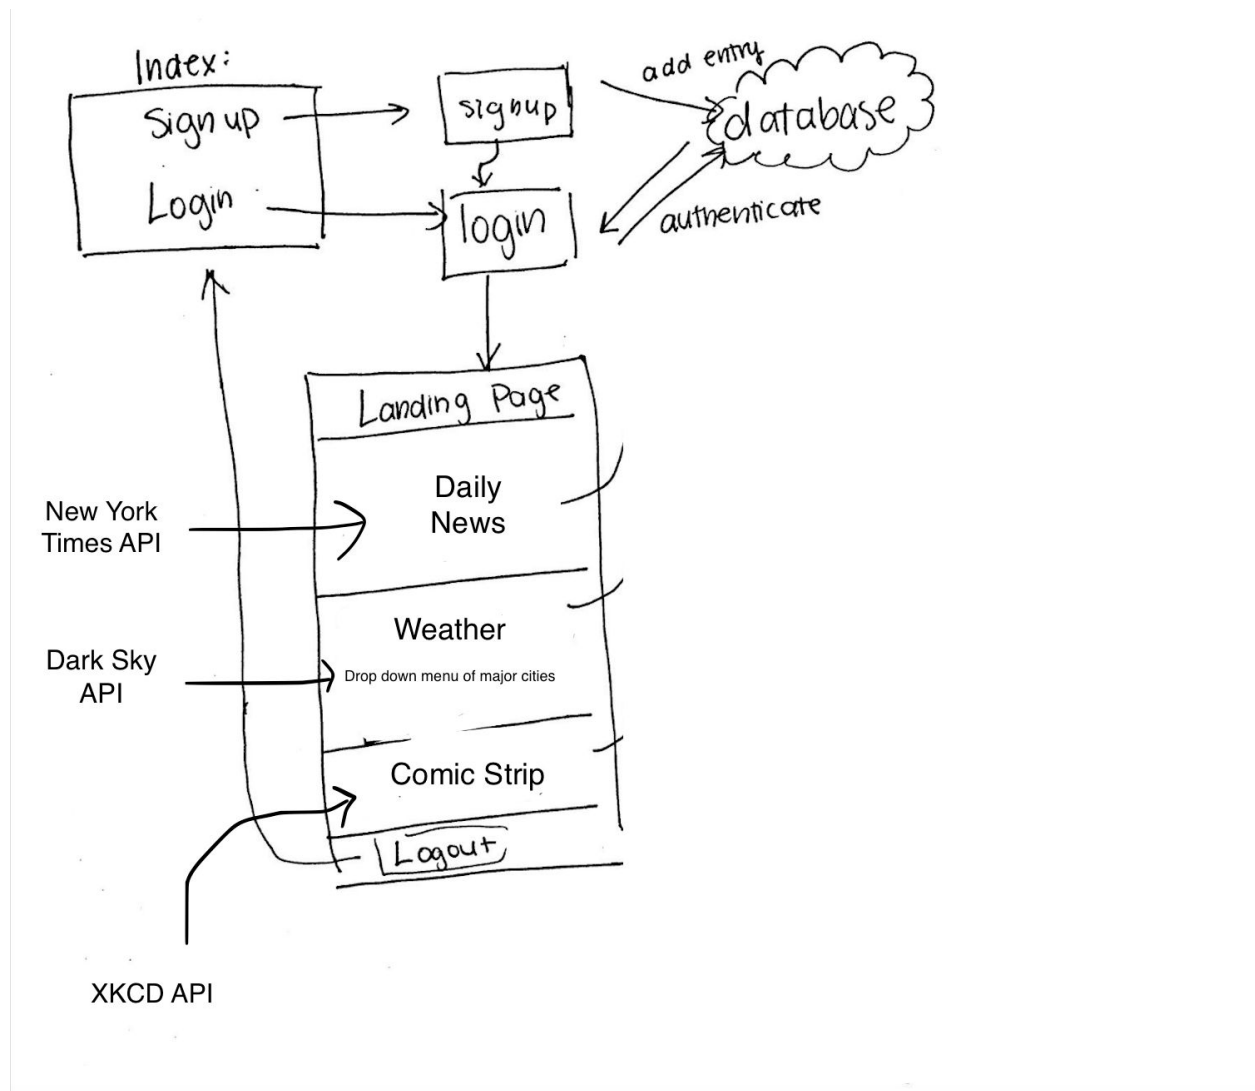 Index:
Sign up
Login
signup
login
add entry
database
authenticate
Landing Page
New York
Times API
Daily
News
Dark Sky
API
Weather
Drop down menu of major cities
Comic Strip
Logout
XKCD API